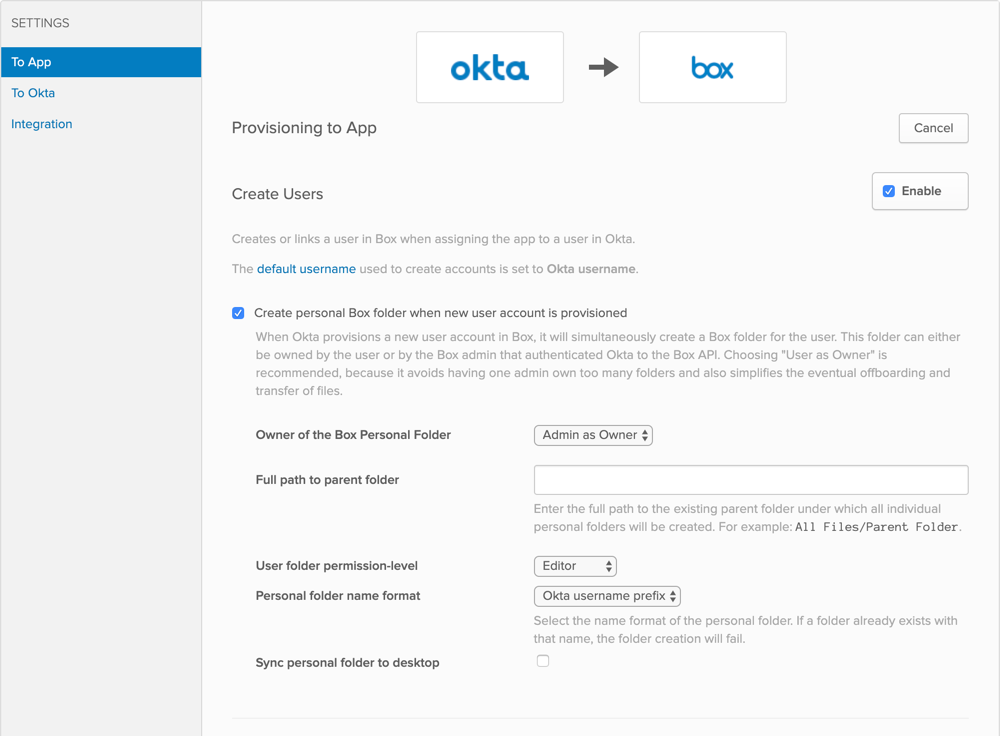 SETTINGS
To App
To Okta
Integration
okta
box
Provisioning to App
Cancel
Create Users
Enable
Creates or links a user in Box when assigning the app to a user in Okta.
The default username used to create accounts is set to Okta username.
Create personal Box folder when new user account is provisioned
When Okta provisions a new user account in Box, it will simultaneously create a Box folder for the user. This folder can either
be owned by the user or by the Box admin that authenticated Okta to the Box API. Choosing "User as Owner" is
recommended, because it avoids having one admin own too many folders and also simplifies the eventual offboarding and
transfer of files.
Owner of the Box Personal Folder
Admin as Owner
Full path to parent folder
Enter the full path to the existing parent folder under which all individual
personal folders will be created. For example: All Files/Parent Folder.
User folder permission-level
Editor
Personal folder name format
Okta username prefix
Select the name format of the personal folder. If a folder already exists with
that name, the folder creation will fail.
Sync personal folder to desktop